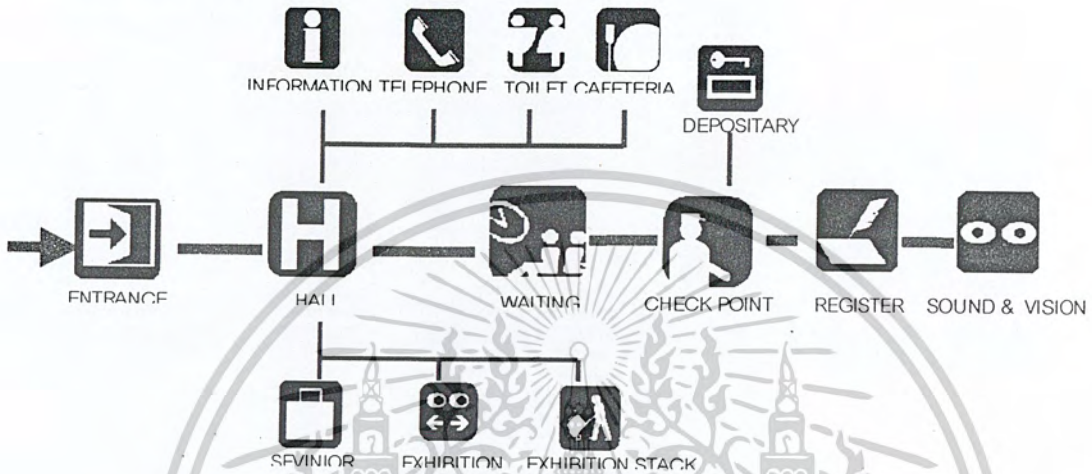 INFORMATION TELEPHONE TOILET CAFETERIA
DEPOSITARY
H
ENTRANCE HALL WAITING CHECK POINT REGISTER SOUND & VISION
SEVINIOR EXHIBITION EXHIBITION STACK